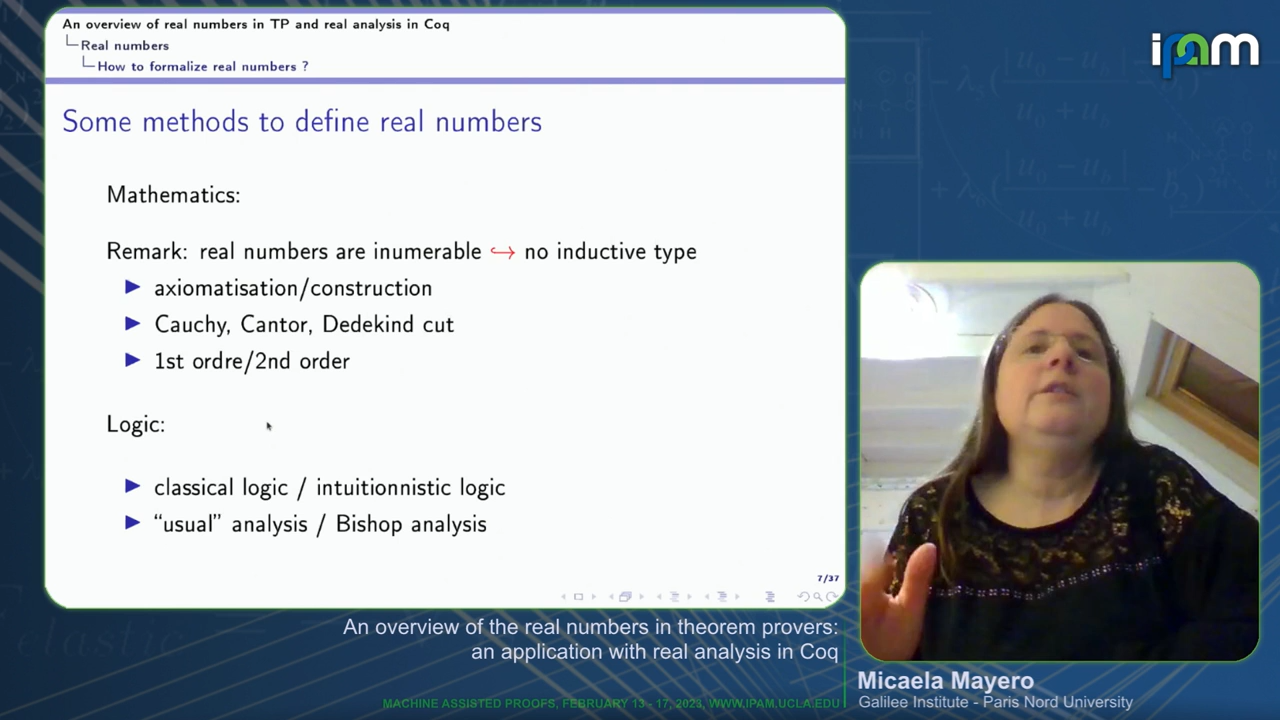 An overview of real numbers in TP and real analysis in Coq
Real numbers
How to formalize real numbers ?
ipam
Some methods to define real numbers
Mathematics:
Remark: real numbers are inumerable ↪ no inductive type
axiomatisation/construction
Cauchy, Cantor, Dedekind cut
1st ordre/2nd order
Logic:
classical logic / intuitionnistic logic
“usual” analysis / Bishop analysis
7/37
An overview of the real numbers in theorem provers:
an application with real analysis in Coq
Micaela Mayero
Galilee Institute - Paris Nord University
MACHINE ASSISTED PROOFS, FEBRUARY 13 - 17, 2023, WWW.IPAM.UCLA.EDU
elastic